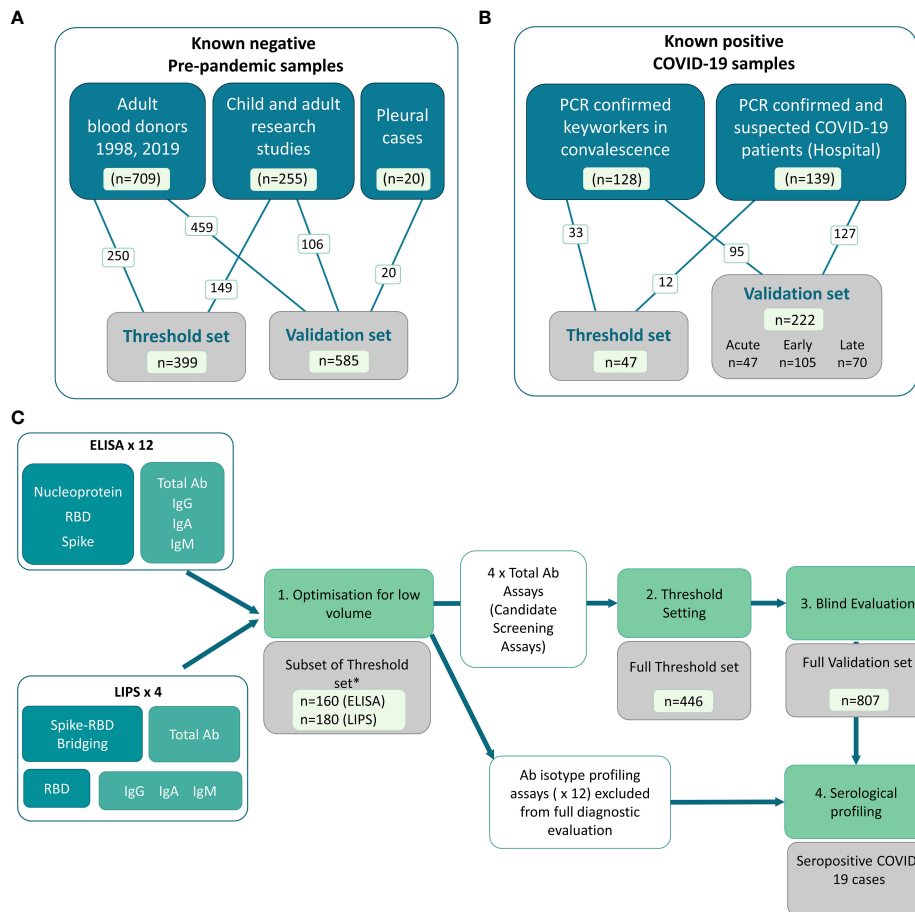 A
Known negative
Pre-pandemic samples
Adult
blood donors
1998, 2019
(n=709)
Child and adult
research
studies
(n=255)
Pleural
cases
(n=20)
250
459
149
106
20
Threshold set
n=399
Validation set
n=585
B
Known positive
COVID-19 samples
PCR confirmed
keyworkers in
convalescence
(n=128)
PCR confirmed and
suspected COVID-19
patients (Hospital)
(n=139)
33
12
95
127
Threshold set
n=47
Validation set
n=222
Acute Early Late
n=47 n=105 n=70
C
ELISA x 12
Nucleoprotein
RBD
Spike
Total Ab
IgG
IgA
IgM
LIPS x 4
Spike-RBD
Bridging
Total Ab
RBD
IgG IgA IgM
1. Optimisation for low
volume
Subset of Threshold
set*
n=160 (ELISA)
n=180 (LIPS)
4 x Total Ab
Assays
(Candidate
Screening
Assays)
2. Threshold
Setting
Full Threshold set
n=446
3. Blind Evaluation
Full Validation set
n=807
Ab isotype profiling
assays ( x 12) excluded
from full diagnostic
evaluation
4. Serological
profiling
Seropositive COVID
19 cases